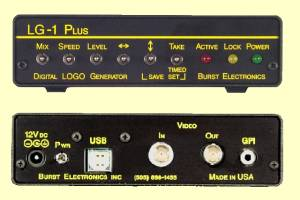 LG-1 PLUS
MIX SPEED LEVEL ↔ ↕ TAKE ACTIVE LOCK POWER
DIGITAL LOGO GENERATOR SAVE TIMED SET BURST ELECTRONICS
VIDEO
12V DC PWR USB IN OUT GPI
BURST ELECTRONICS INC (505) 898-1455 MADE IN USA